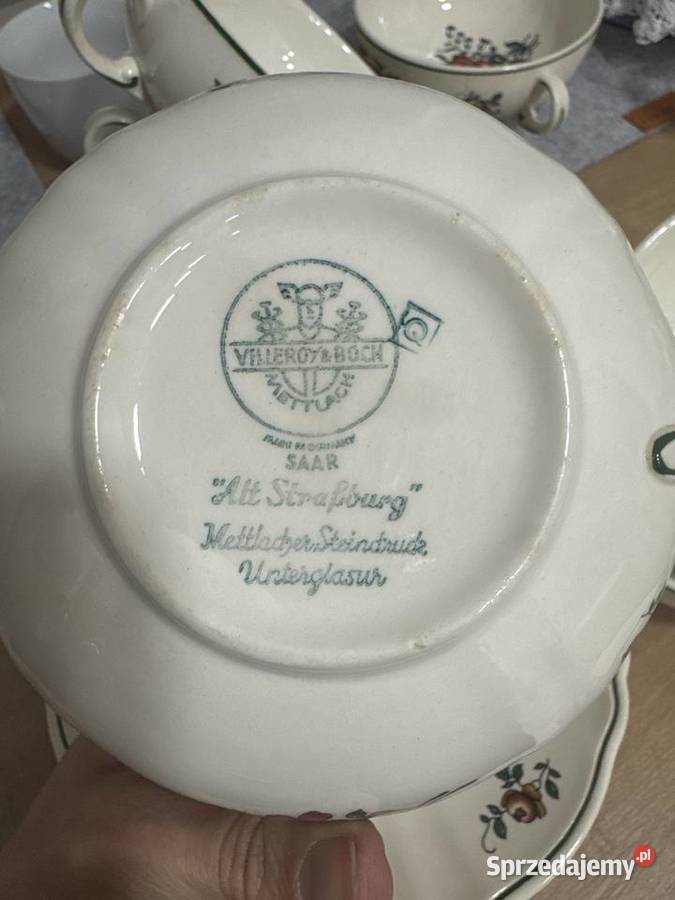 VILLEROY & BOCH
METTLACH
MADE IN GERMANY
SAAR
"Alt Straßburg"
Mettlacher Steindruck
Unterglasur
Sprzedajemy.pl